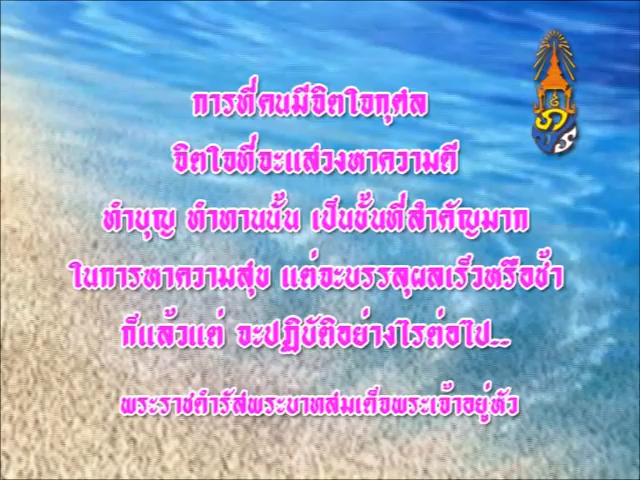 การที่คนมีจิตใจกุศล
จิตใจที่จะแสวงหาความดี
ทำบุญ ทำทานนั้น เป็นขั้นที่สำคัญมาก
ในการหาความสุข แต่จะบรรลุผลเร็วหรือช้า
ก็แล้วแต่ จะปฏิบัติอย่างไรต่อไป..
พระราชดำรัสพระบาทสมเด็จพระเจ้าอยู่หัว